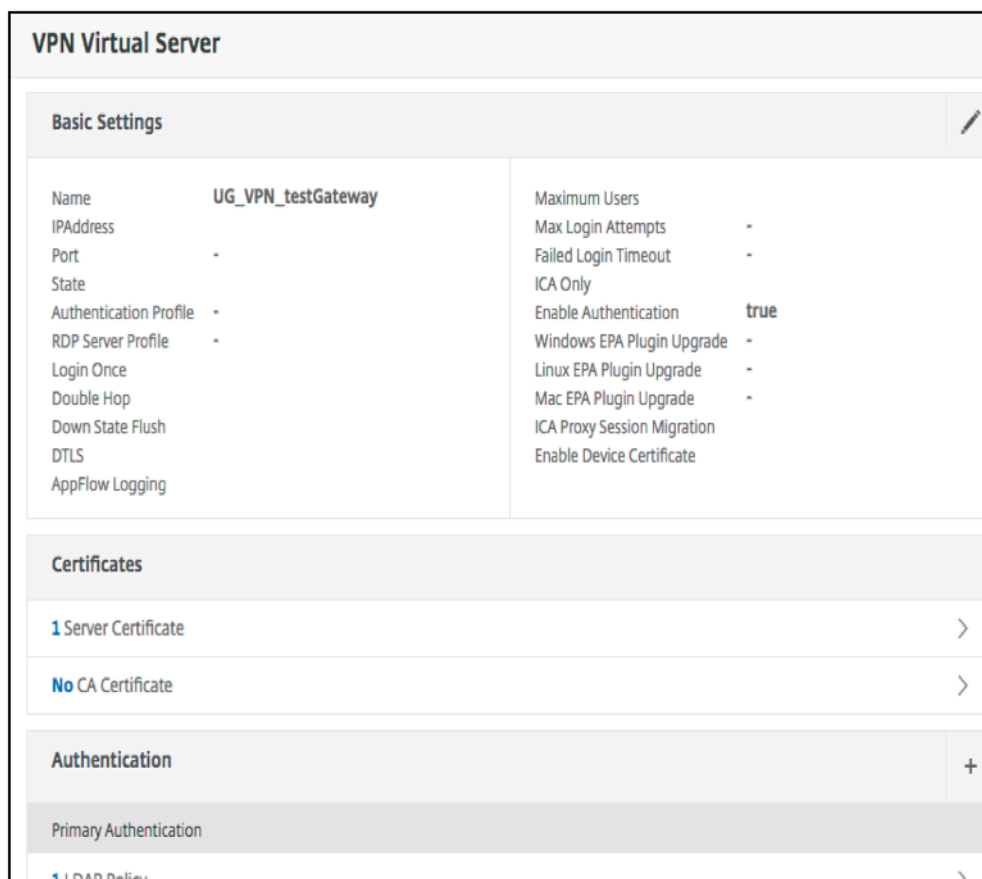 VPN Virtual Server
Basic Settings
Name UG_VPN_testGateway
IPAddress
Port -
State
Authentication Profile -
RDP Server Profile -
Login Once
Double Hop
Down State Flush
DTLS
AppFlow Logging
Maximum Users
Max Login Attempts -
Failed Login Timeout -
ICA Only
Enable Authentication true
Windows EPA Plugin Upgrade -
Linux EPA Plugin Upgrade -
Mac EPA Plugin Upgrade -
ICA Proxy Session Migration
Enable Device Certificate
Certificates
1 Server Certificate
No CA Certificate
Authentication
+
Primary Authentication
1 LDAP Policy